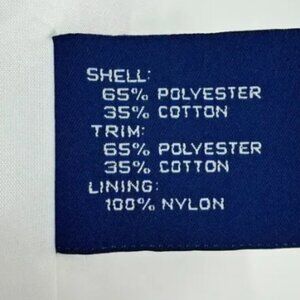 SHELL:
65% POLYESTER
35% COTTON
TRIM:
65% POLYESTER
35% COTTON
LINING:
100% NYLON